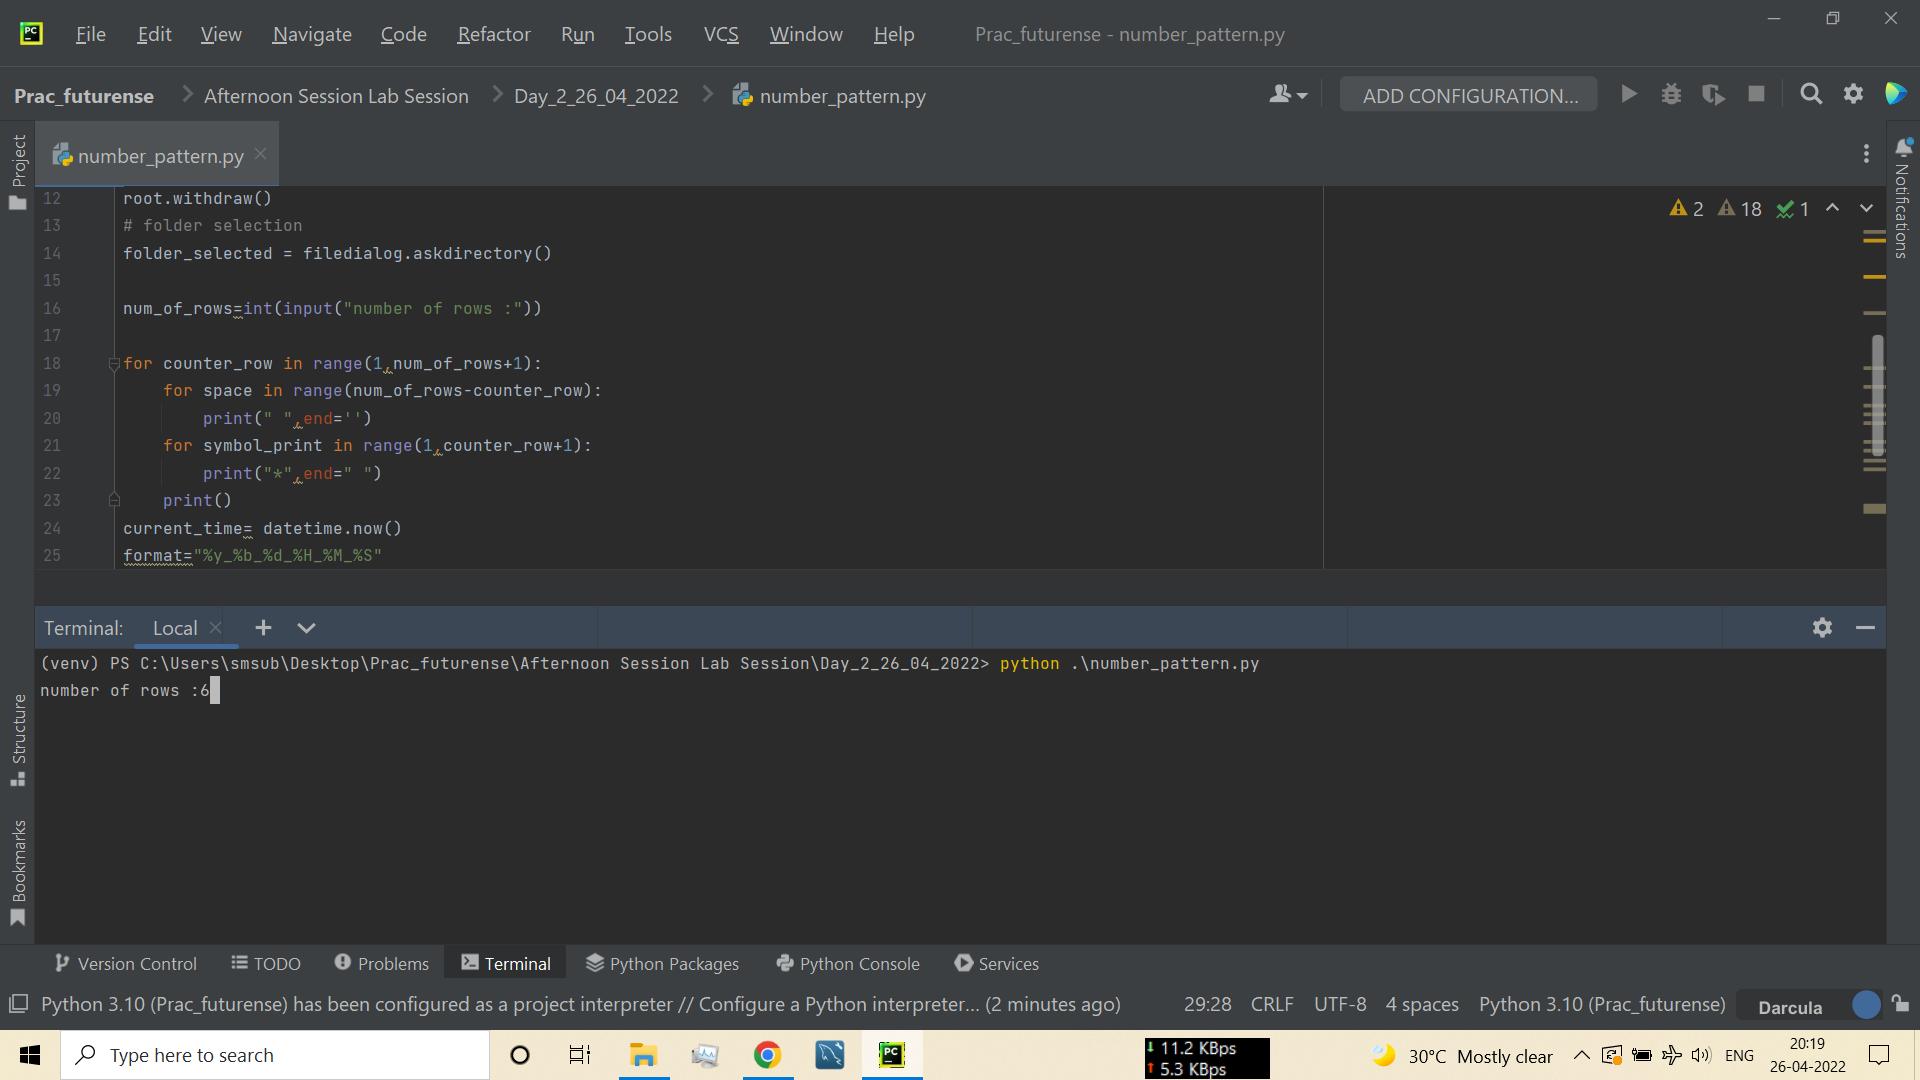 PC File Edit View Navigate Code Refactor Run Tools VCS Window Help Prac_futurense - number_pattern.py
Prac_futurense Afternoon Session Lab Session Day_2_26_04_2022 number_pattern.py ADD CONFIGURATION...
Project
number_pattern.py
Notifications
2 18 1
12 root.withdraw()
13 # folder selection
14 folder_selected = filedialog.askdirectory()
15
16 num_of_rows=int(input("number of rows :"))
17
18 for counter_row in range(1,num_of_rows+1):
19     for space in range(num_of_rows-counter_row):
20         print(" ",end='')
21     for symbol_print in range(1,counter_row+1):
22         print("*",end=" ")
23     print()
24 current_time= datetime.now()
25 format="%y_%b_%d_%H_%M_%S"
Terminal: Local
(venv) PS C:\Users\smsub\Desktop\Prac_futurense\Afternoon Session Lab Session\Day_2_26_04_2022> python .\number_pattern.py
number of rows :6
Structure
Bookmarks
Version Control TODO Problems Terminal Python Packages Python Console Services
Python 3.10 (Prac_futurense) has been configured as a project interpreter // Configure a Python interpreter... (2 minutes ago) 29:28 CRLF UTF-8 4 spaces Python 3.10 (Prac_futurense) Darcula
Type here to search
PC
11.2 KBps
5.3 KBps
30°C Mostly clear
ENG
20:19
26-04-2022